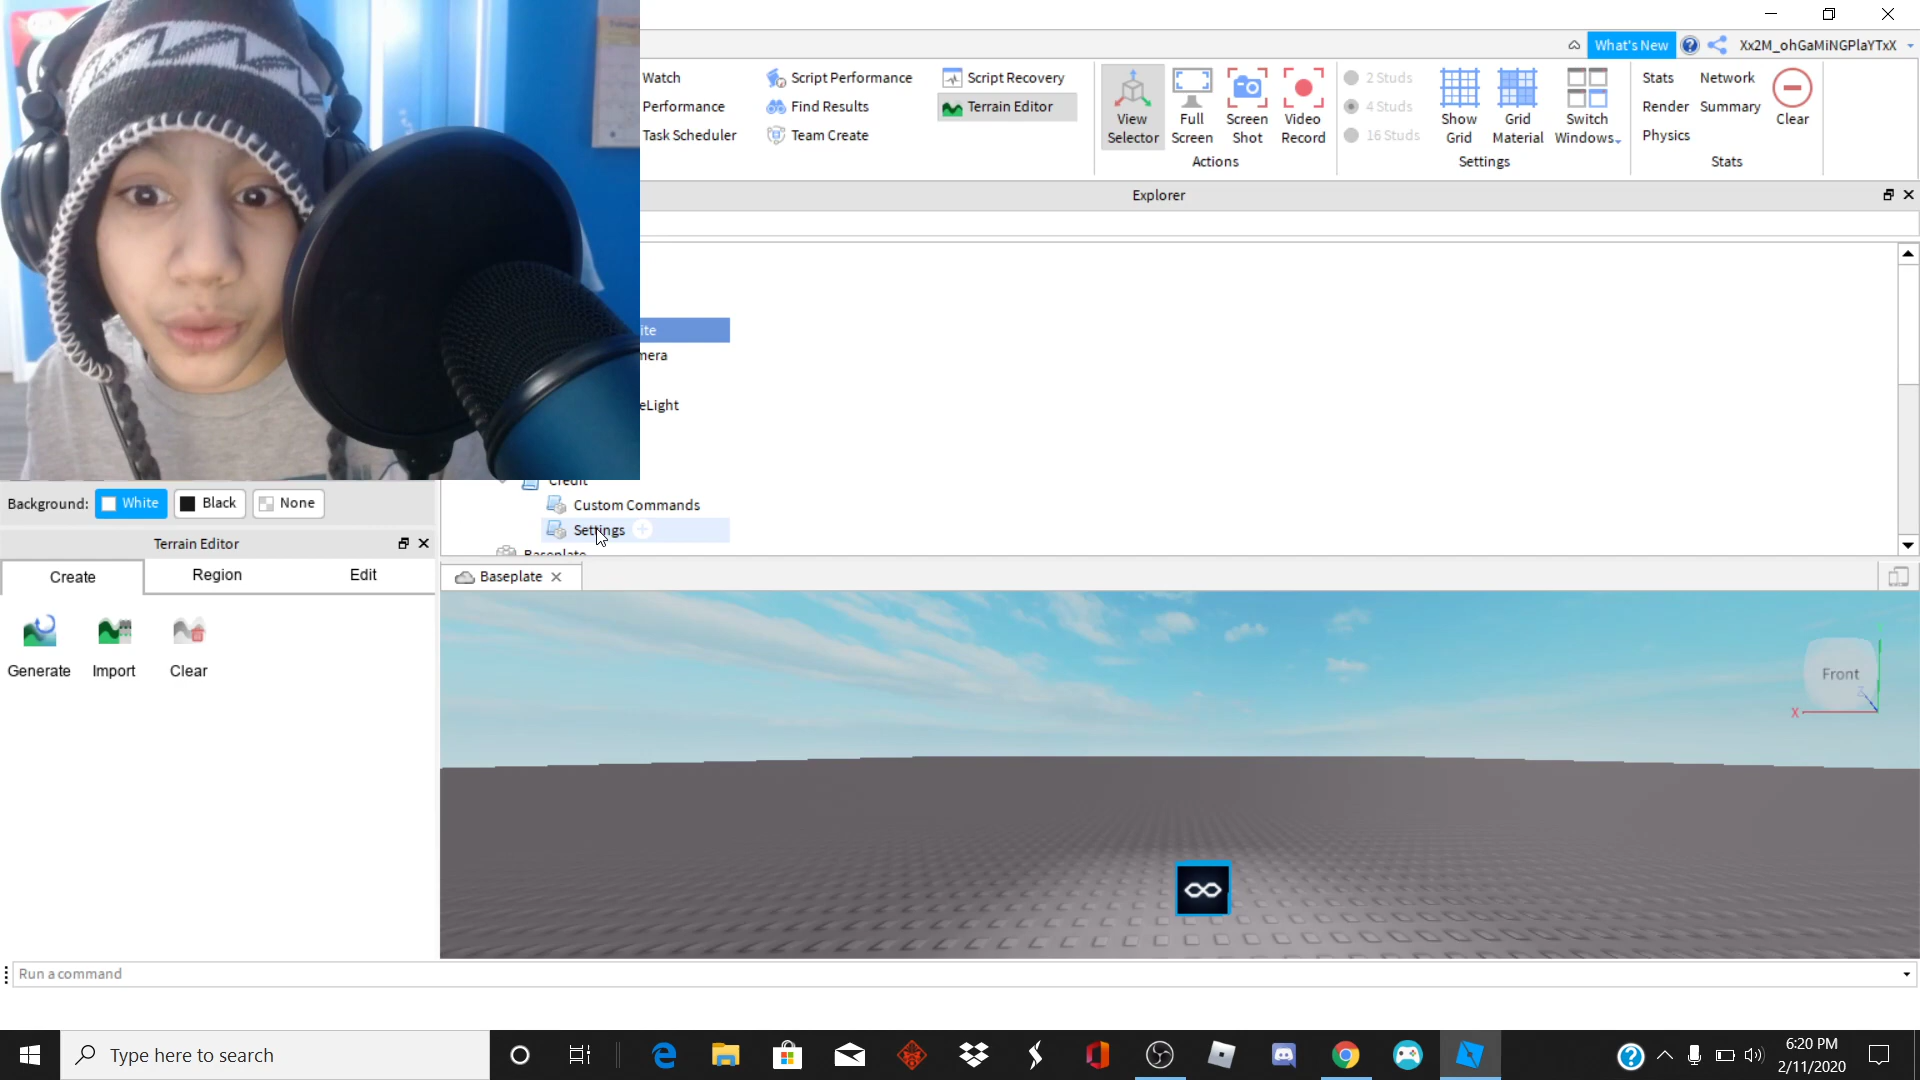 What's New
Xx2M_ohGaMiNGPlaYTxX
Watch
Script Performance
Script Recovery
Performance
Find Results
Terrain Editor
Task Scheduler
Team Create
View Selector
Full Screen
Screen Shot
Video Record
Actions
2 Studs
4 Studs
16 Studs
Show Grid
Grid Material
Switch Windows
Settings
Stats
Network
Render
Summary
Physics
Clear
Stats
Explorer
Credit
Custom Commands
Settings
Baseplate
Background:
White
Black
None
Terrain Editor
Create
Region
Edit
Generate
Import
Clear
Baseplate
Front
X
Z
Run a command
Type here to search
6:20 PM
2/11/2020